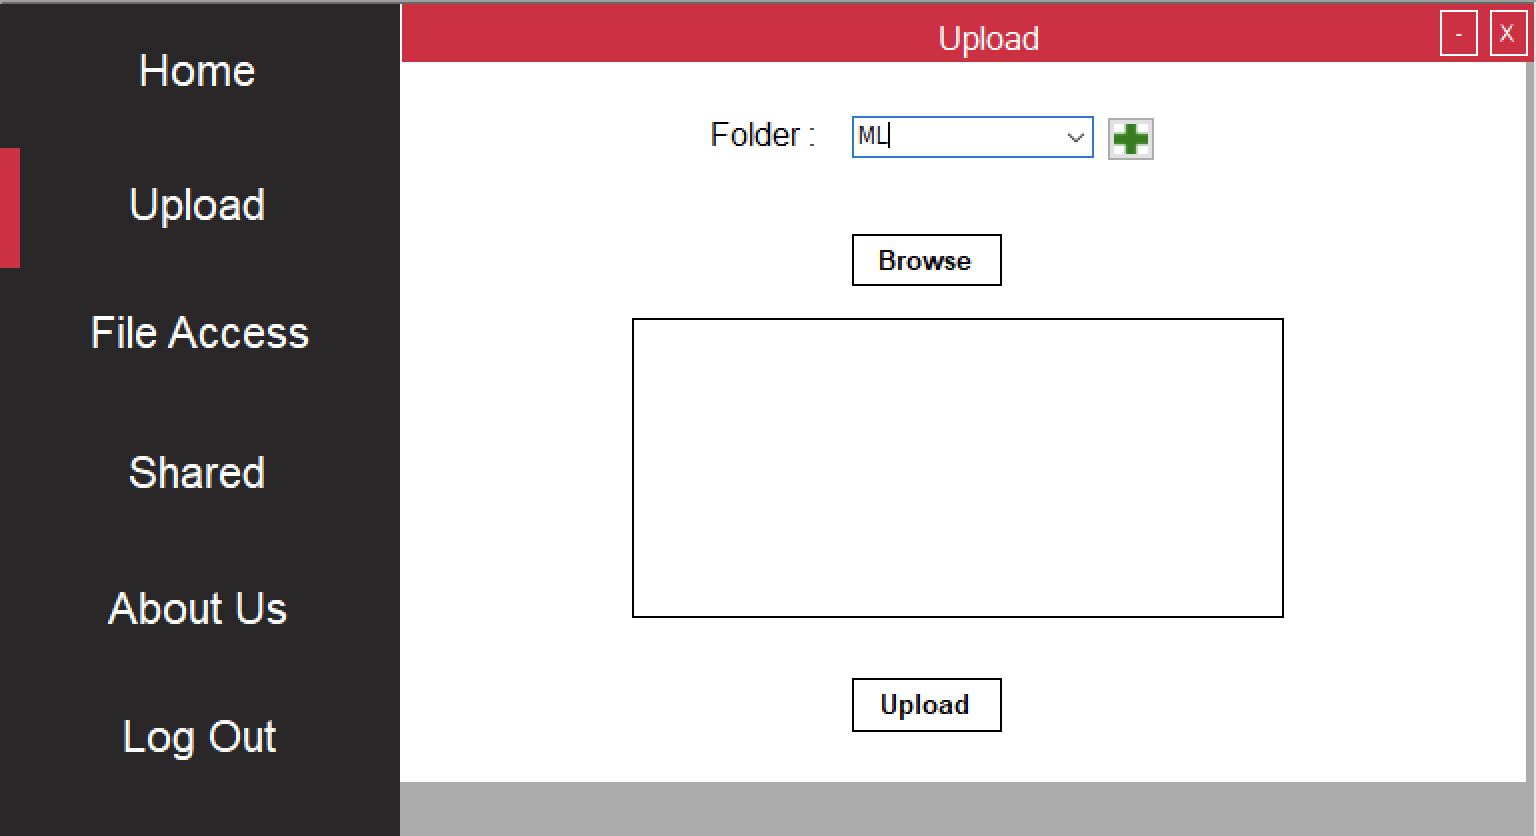 Home
Upload
File Access
Shared
About Us
Log Out
Upload
-
X
Folder :
ML
Browse
Upload